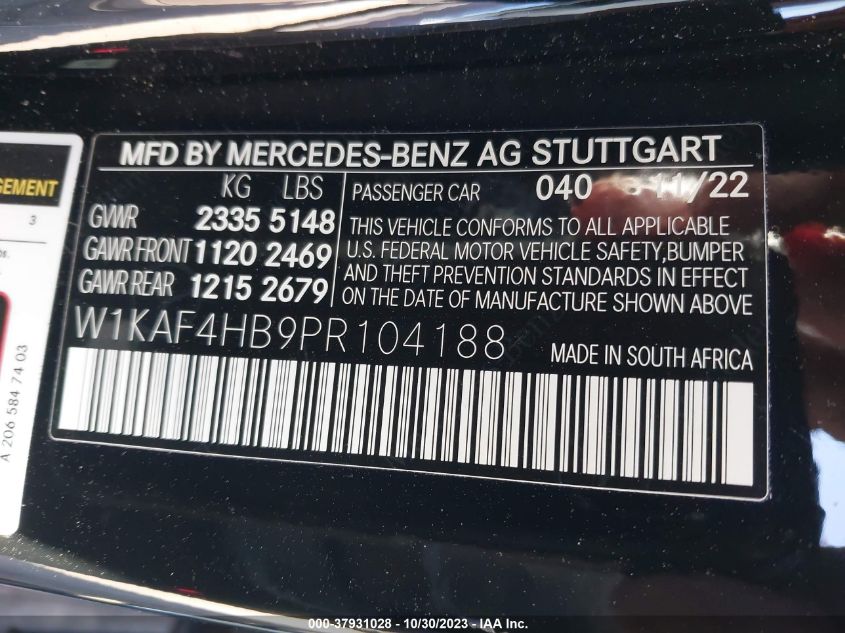 MFD BY MERCEDES-BENZ AG STUTTGART
KG LBS
GVWR 2335 5148
GAWR FRONT 1120 2469
GAWR REAR 1215 2679
PASSENGER CAR 040 11/22
THIS VEHICLE CONFORMS TO ALL APPLICABLE
U.S. FEDERAL MOTOR VEHICLE SAFETY, BUMPER
AND THEFT PREVENTION STANDARDS IN EFFECT
ON THE DATE OF MANUFACTURE SHOWN ABOVE
W1KAF4HB9PR104188
MADE IN SOUTH AFRICA
3
A 206 584 74 03
000-37931028 - 10/30/2023 - IAA Inc.